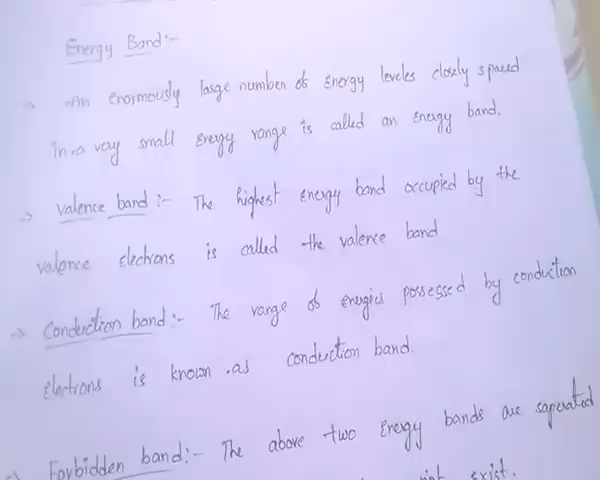 Energy Band:-
→ An enormously large number of energy leveles closely spaced
in a very small energy range is called an energy band.
→ Valence band :- The highest energy band occupied by the
valence electrons is called the valence band
→ Conduction band :- The range of energies possessed by conduction
electrons is known as conduction band.
→ Forbidden band:- The above two energy bands are saperated
exist.